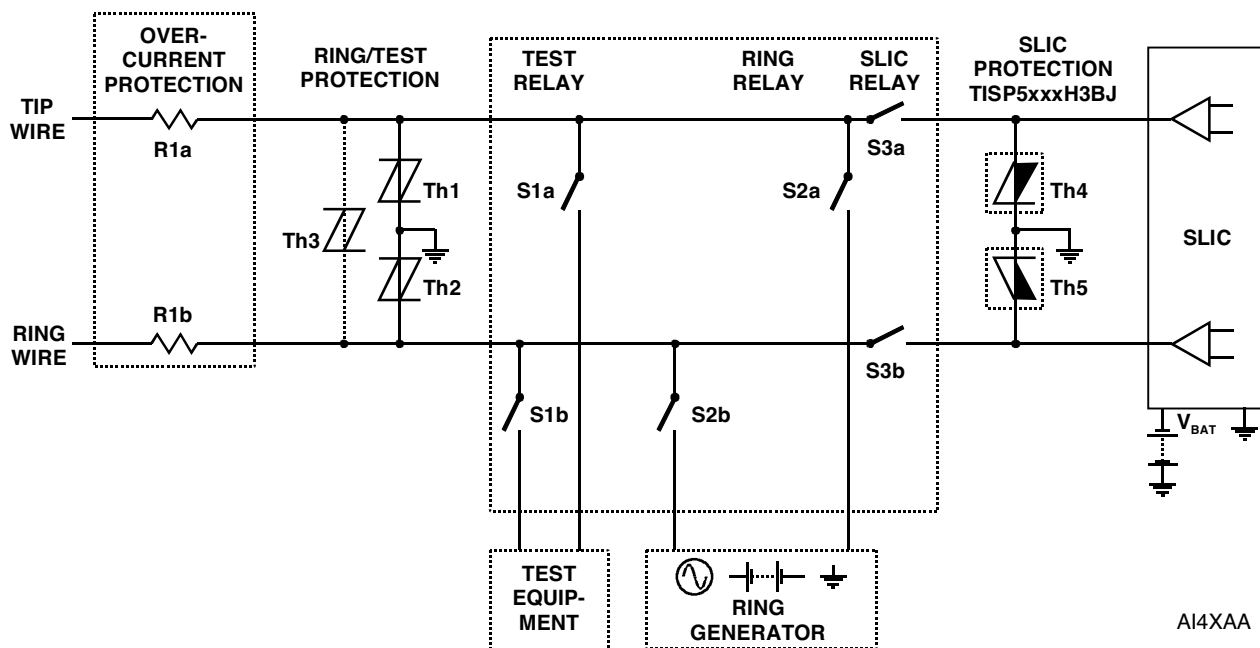 OVER-
CURRENT
PROTECTION
RING/TEST
PROTECTION
TEST
RELAY
RING
RELAY
SLIC
RELAY
SLIC
PROTECTION
TISP5xxxH3BJ
TIP
WIRE
R1a
Th1
Th3
Th2
S1a
S2a
S3a
Th4
Th5
SLIC
RING
WIRE
R1b
S1b
S2b
S3b
VBAT
TEST
EQUIP-
MENT
RING
GENERATOR
AI4XAA